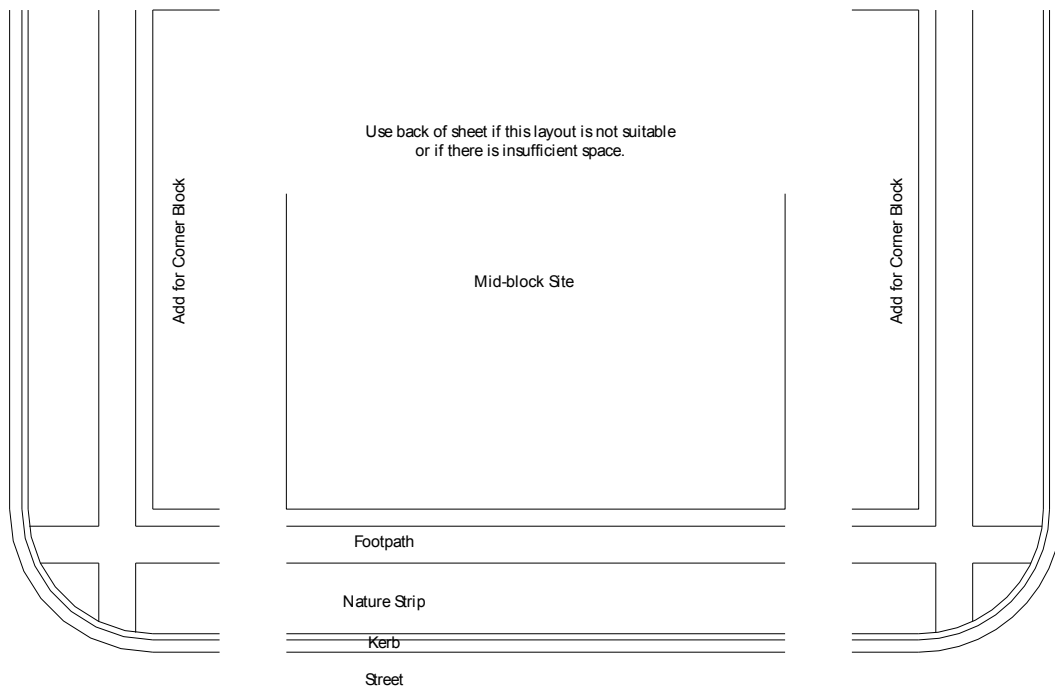 Use back of sheet if this layout is not suitable
or if there is insufficient space.
Add for Corner Block
Mid-block Site
Add for Corner Block
Footpath
Nature Strip
Kerb
Street